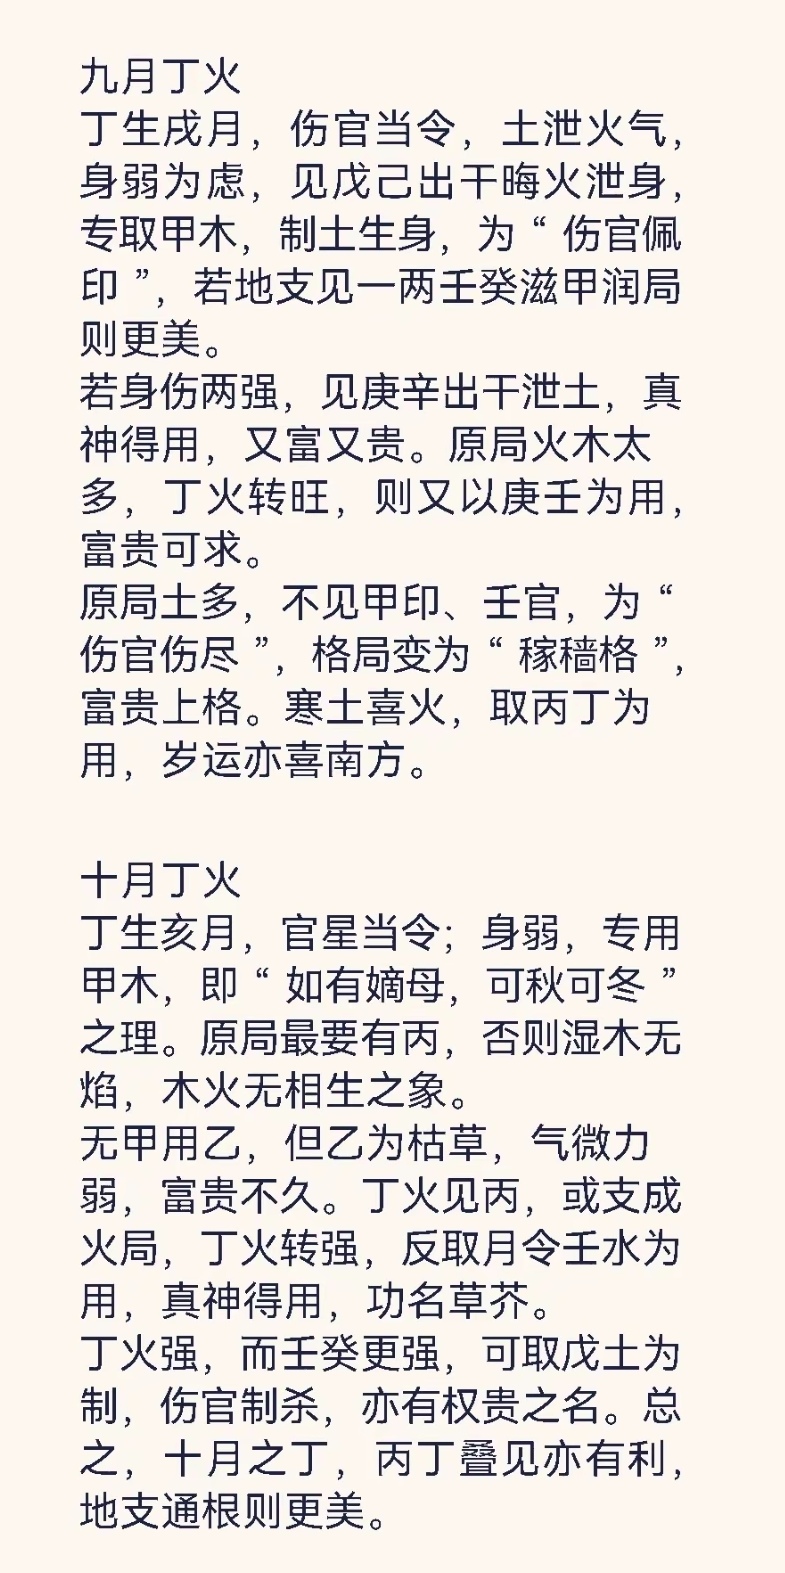 九月丁火
丁生戌月，伤官当令，土泄火气，
身弱为虑，见戊己出干晦火泄身，
专取甲木，制土生身，为“ 伤官佩
印 ”，若地支见一两壬癸滋甲润局
则更美。
若身伤两强，见庚辛出干泄土，真
神得用，又富又贵。原局火木太
多，丁火转旺，则又以庚壬为用，
富贵可求。
原局土多，不见甲印、壬官，为“
伤官伤尽 ”，格局变为“ 稼穑格 ”，
富贵上格。寒土喜火，取丙丁为
用，岁运亦喜南方。
十月丁火
丁生亥月，官星当令；身弱，专用
甲木，即“ 如有嫡母，可秋可冬 ”
之理。原局最要有丙，否则湿木无
焰，木火无相生之象。
无甲用乙，但乙为枯草，气微力
弱，富贵不久。丁火见丙，或支成
火局，丁火转强，反取月令壬水为
用，真神得用，功名草芥。
丁火强，而壬癸更强，可取戊土为
制，伤官制杀，亦有权贵之名。总
之，十月之丁，丙丁叠见亦有利，
地支通根则更美。